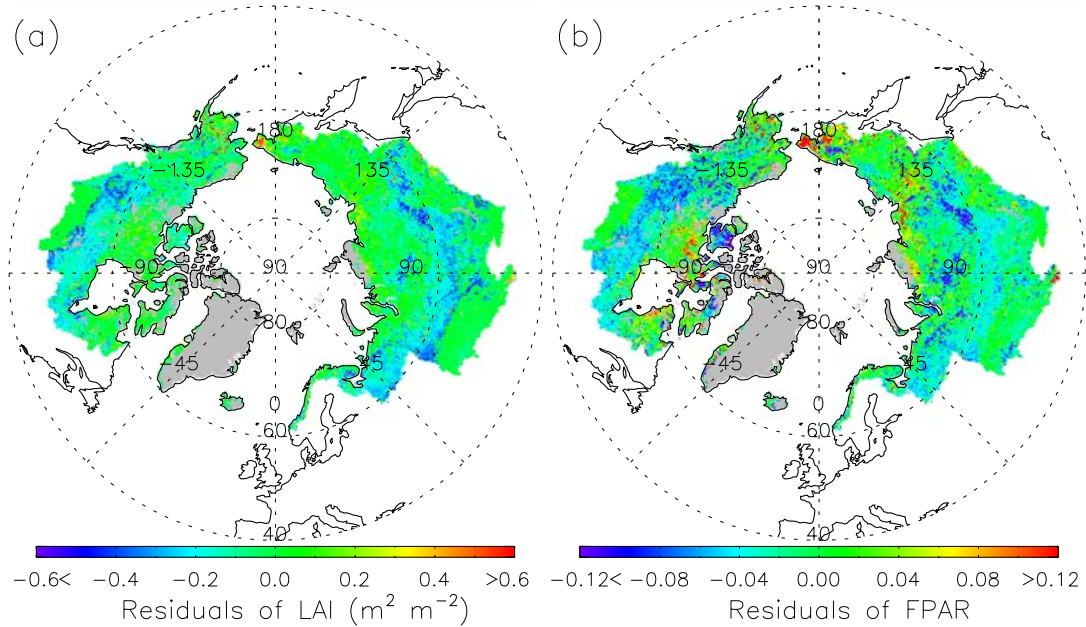 (a) (b)
180 180
−135 135 −135 135
90 90 90 90 90 90
80 80
−45 45 −45 45
0 0
60 60
40 40
−0.6< −0.4 −0.2 0.0 0.2 0.4 >0.6 −0.12< −0.08 −0.04 0.00 0.04 0.08 >0.12
Residuals of LAI (m² m⁻²) Residuals of FPAR